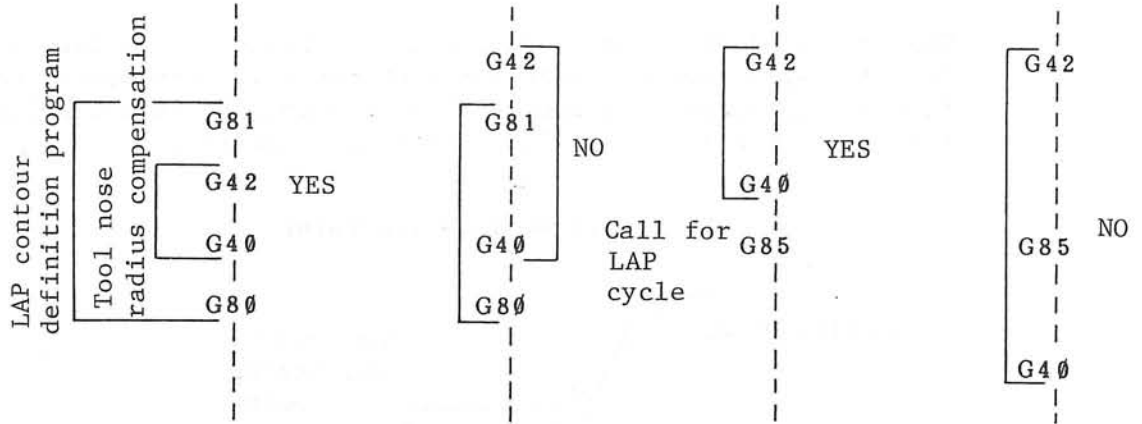 LAP contour
definition program
Tool nose
radius compensation
G81
G42
G40
G80
YES
G42
G81
G40
G80
NO
G42
G40
Call for
LAP
cycle
G85
YES
G42
G85
G40
NO